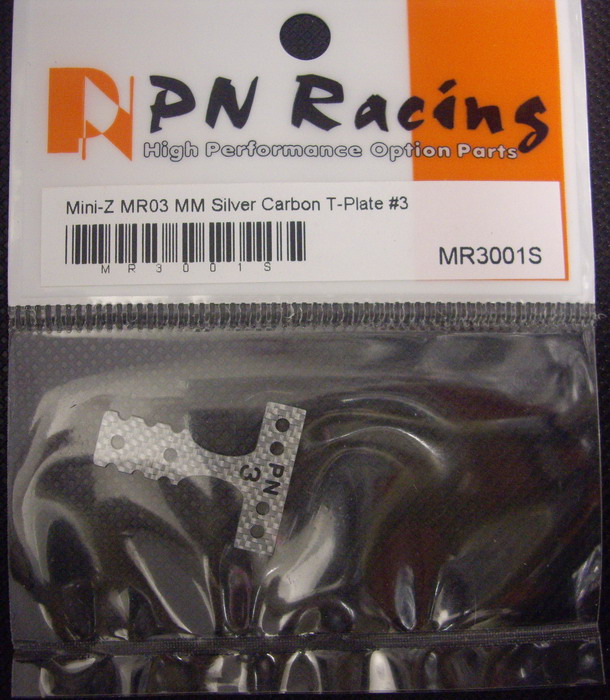 PN Racing
High Performance Option Parts
Mini-Z MR03 MM Silver Carbon T-Plate #3
MR3001S
MR3001S
PN
3